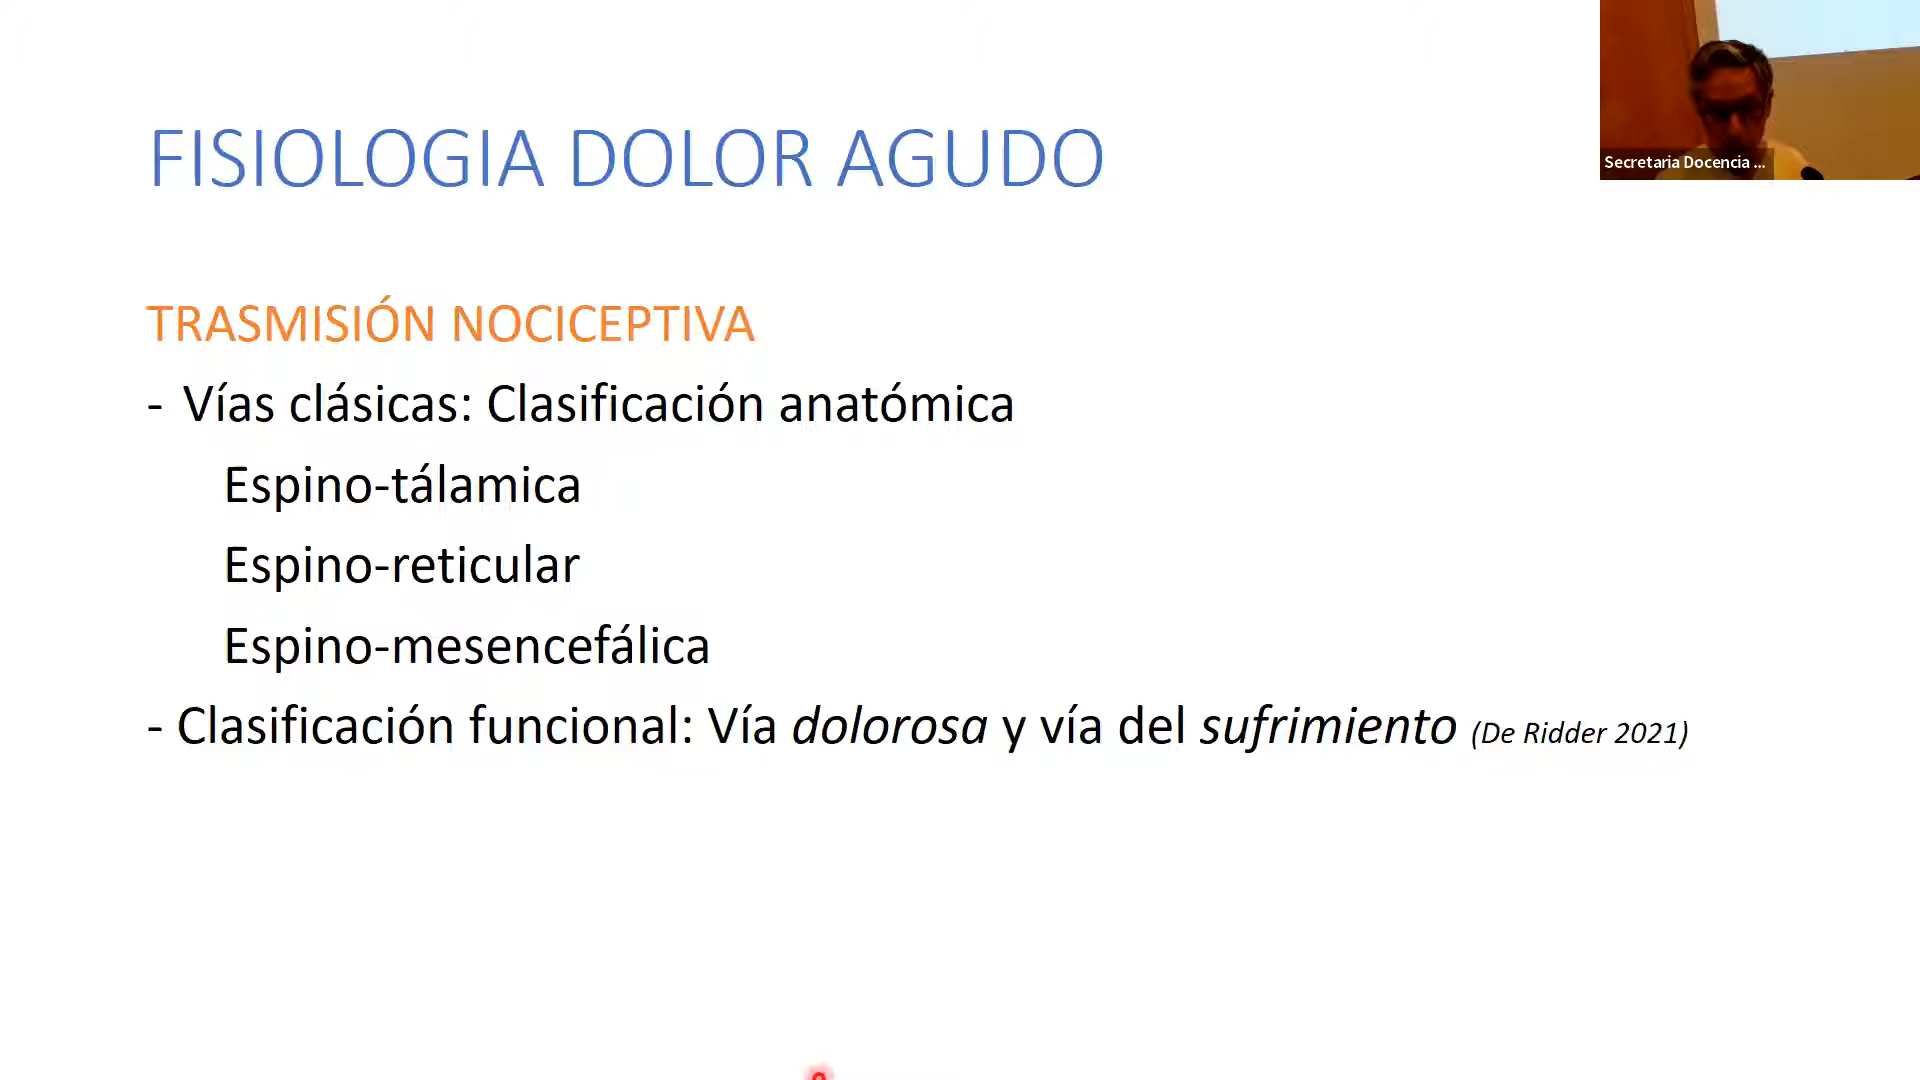 FISIOLOGIA DOLOR AGUDO
Secretaria Docencia ...
TRASMISIÓN NOCICEPTIVA
- Vías clásicas: Clasificación anatómica
Espino-tálamica
Espino-reticular
Espino-mesencefálica
- Clasificación funcional: Vía dolorosa y vía del sufrimiento (De Ridder 2021)